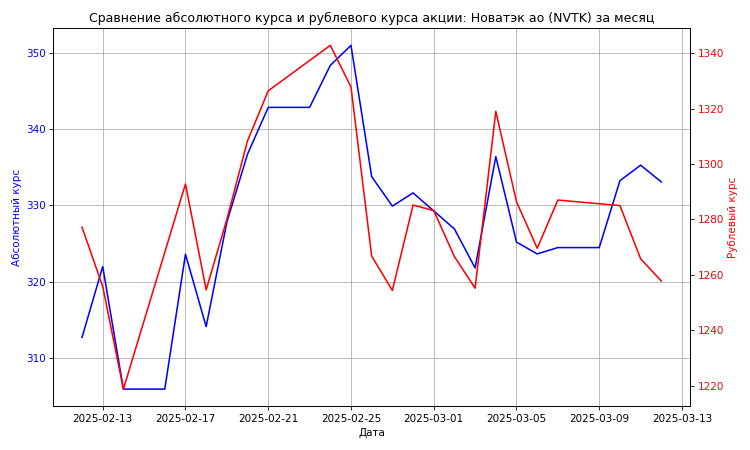 Сравнение абсолютного курса и рублевого курса акции: Новатэк ао (NVTK) за месяц
Абсолютный курс
350
340
330
320
310
1340
1320
1300
1280
1260
1240
1220
Рублевый курс
2025-02-13 2025-02-17 2025-02-21 2025-02-25 2025-03-01 2025-03-05 2025-03-09 2025-03-13
Дата